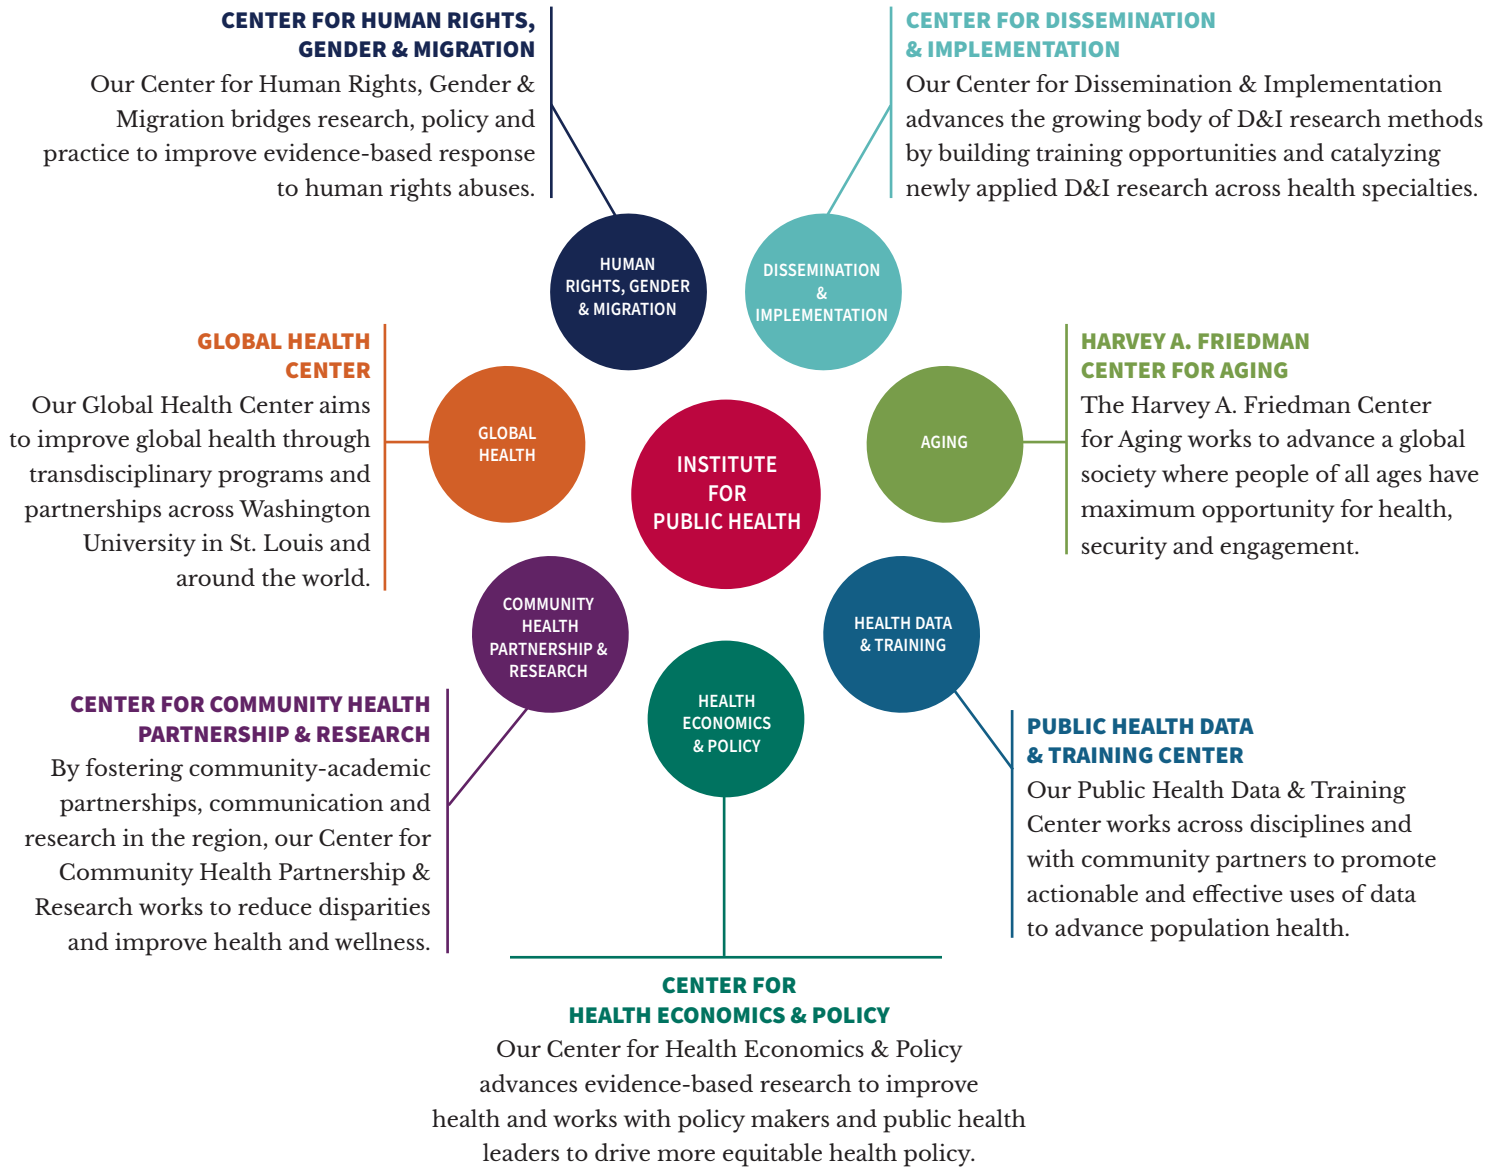 CENTER FOR HUMAN RIGHTS,
GENDER & MIGRATION
Our Center for Human Rights, Gender &
Migration bridges research, policy and
practice to improve evidence-based response
to human rights abuses.
CENTER FOR DISSEMINATION
& IMPLEMENTATION
Our Center for Dissemination & Implementation
advances the growing body of D&I research methods
by building training opportunities and catalyzing
newly applied D&I research across health specialties.
HUMAN
RIGHTS, GENDER
& MIGRATION
DISSEMINATION
&
IMPLEMENTATION
GLOBAL HEALTH
CENTER
Our Global Health Center aims
to improve global health through
transdisciplinary programs and
partnerships across Washington
University in St. Louis and
around the world.
GLOBAL
HEALTH
INSTITUTE
FOR
PUBLIC HEALTH
AGING
HARVEY A. FRIEDMAN
CENTER FOR AGING
The Harvey A. Friedman Center
for Aging works to advance a global
society where people of all ages have
maximum opportunity for health,
security and engagement.
COMMUNITY
HEALTH
PARTNERSHIP &
RESEARCH
HEALTH DATA
& TRAINING
HEALTH
ECONOMICS
& POLICY
CENTER FOR COMMUNITY HEALTH
PARTNERSHIP & RESEARCH
By fostering community-academic
partnerships, communication and
research in the region, our Center for
Community Health Partnership &
Research works to reduce disparities
and improve health and wellness.
PUBLIC HEALTH DATA
& TRAINING CENTER
Our Public Health Data & Training
Center works across disciplines and
with community partners to promote
actionable and effective uses of data
to advance population health.
CENTER FOR
HEALTH ECONOMICS & POLICY
Our Center for Health Economics & Policy
advances evidence-based research to improve
health and works with policy makers and public health
leaders to drive more equitable health policy.